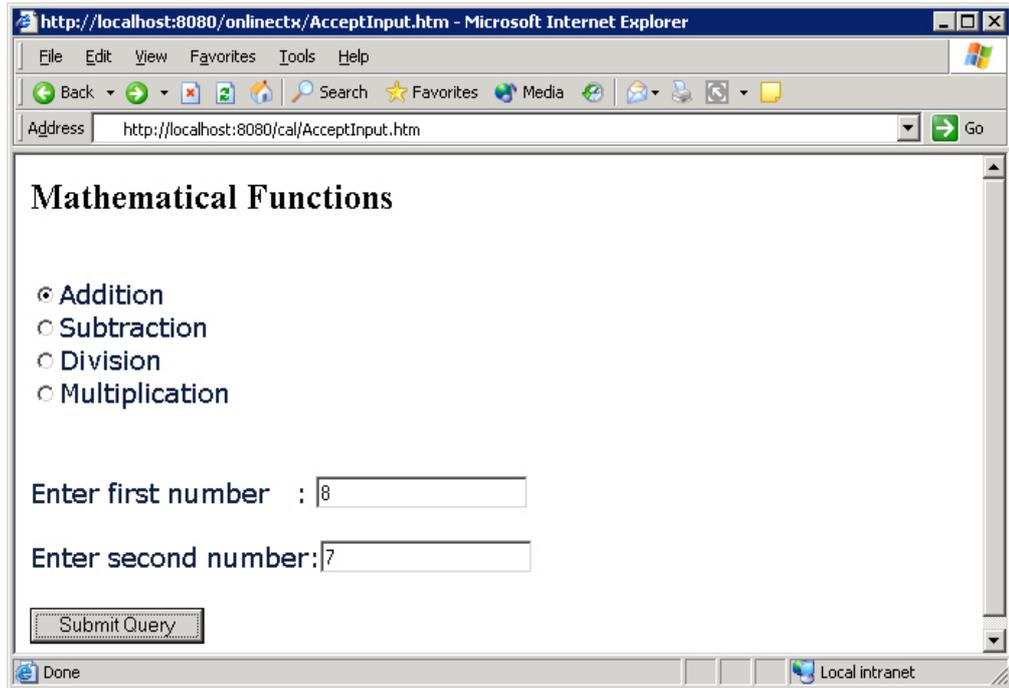 http://localhost:8080/onlinectx/AcceptInput.htm - Microsoft Internet Explorer
File Edit View Favorites Tools Help
Back Search Favorites Media
Address http://localhost:8080/cal/AcceptInput.htm Go
Mathematical Functions
Addition
Subtraction
Division
Multiplication
Enter first number : 8
Enter second number: 7
Submit Query
Done Local intranet